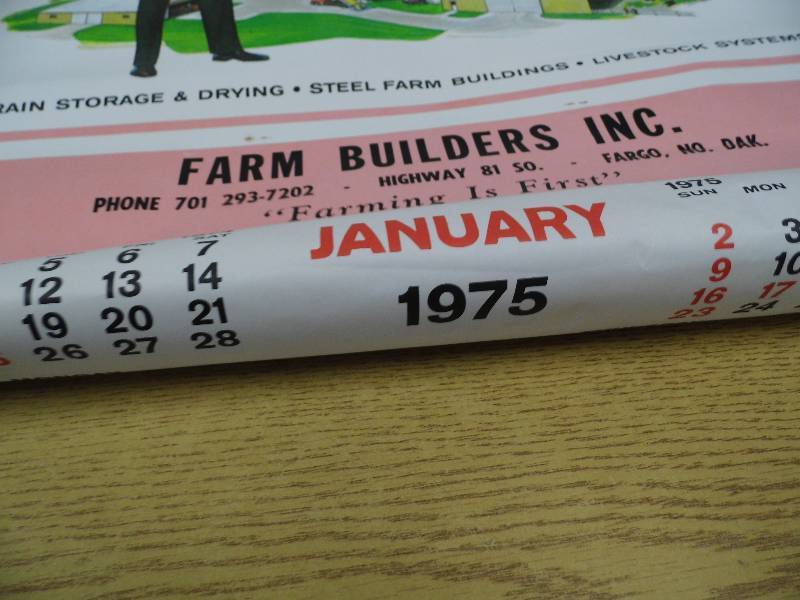 RAIN STORAGE & DRYING • STEEL FARM BUILDINGS • LIVESTOCK SYSTEMS
FARM BUILDERS INC.
PHONE 701 293-7202 - HIGHWAY 81 SO. - FARGO, NO. DAK.
"Farming Is First"
JANUARY
1975
5 6 7
12 13 14
19 20 21
26 27 28
1975
SUN MON
2 3
9 10
16 17
23 24